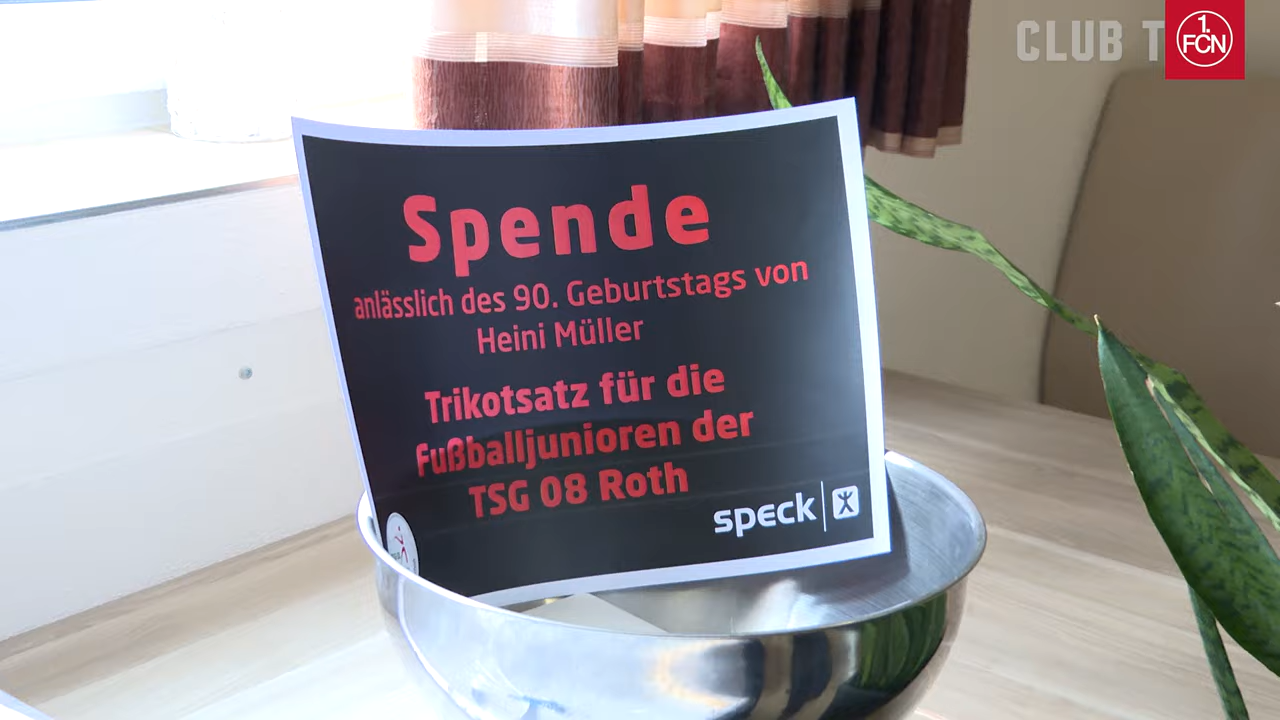 CLUB T
1.
FCN
Spende
anlässlich des 90. Geburtstags von
Heini Müller
Trikotsatz für die
Fußballjunioren der
TSG 08 Roth
speck